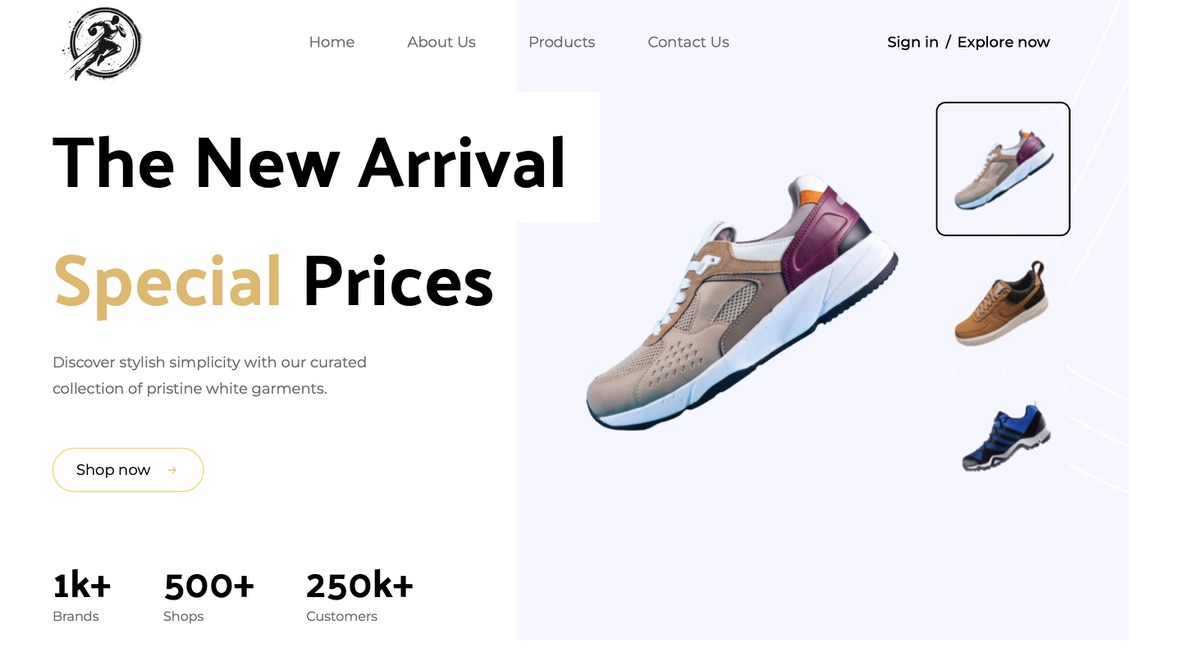 Home
About Us
Products
Contact Us
Sign in / Explore now
The New Arrival
Special Prices
Discover stylish simplicity with our curated
collection of pristine white garments.
Shop now →
1k+
Brands
500+
Shops
250k+
Customers